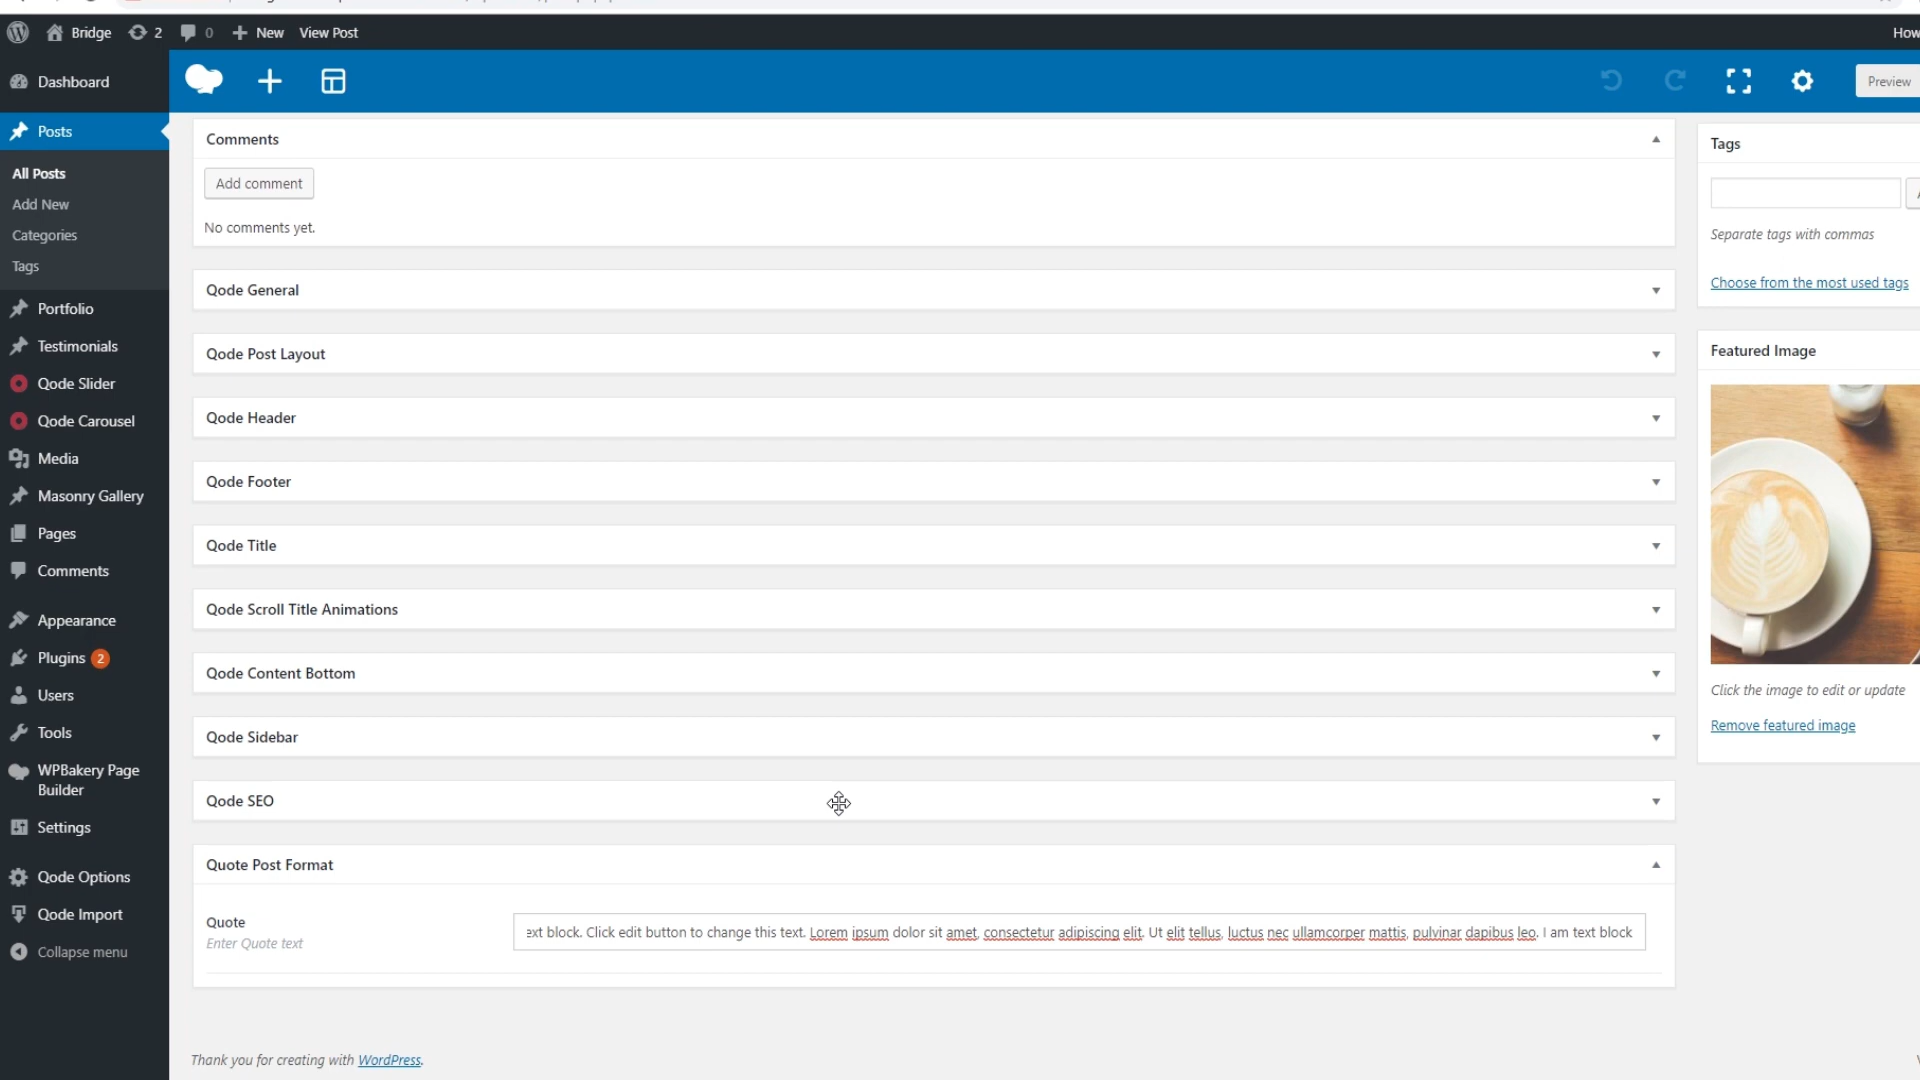 Bridge
2
0
New
View Post
How
Dashboard
Posts
All Posts
Add New
Categories
Tags
Portfolio
Testimonials
Qode Slider
Qode Carousel
Media
Masonry Gallery
Pages
Comments
Appearance
Plugins 2
Users
Tools
WPBakery Page
Builder
Settings
Qode Options
Qode Import
Collapse menu
Preview
Comments
Add comment
No comments yet.
Qode General
Qode Post Layout
Qode Header
Qode Footer
Qode Title
Qode Scroll Title Animations
Qode Content Bottom
Qode Sidebar
Qode SEO
Quote Post Format
Quote
Enter Quote text
ext block. Click edit button to change this text. Lorem ipsum dolor sit amet, consectetur adipiscing elit. Ut elit tellus, luctus nec ullamcorper mattis, pulvinar dapibus leo. I am text block
Thank you for creating with WordPress.
Tags
Separate tags with commas
Choose from the most used tags
Featured Image
Click the image to edit or update
Remove featured image